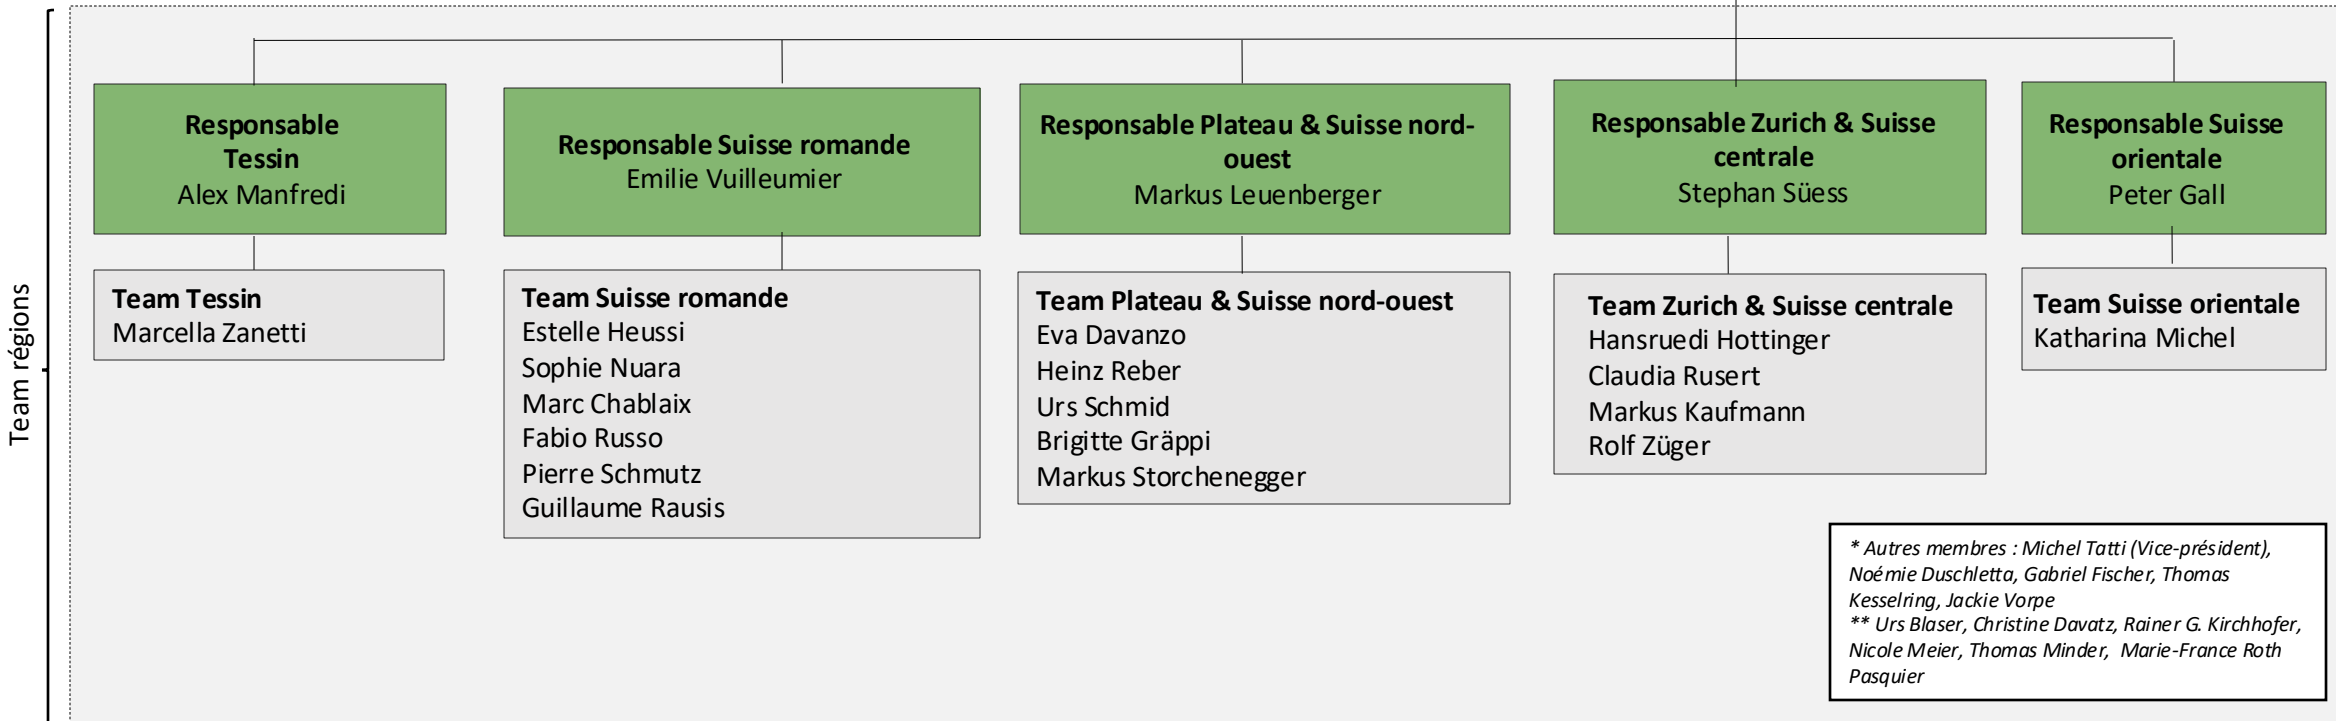 Team régions
Responsable
Tessin
Alex Manfredi
Responsable Suisse romande
Emilie Vuilleumier
Responsable Plateau & Suisse nord-
ouest
Markus Leuenberger
Responsable Zurich & Suisse
centrale
Stephan Süess
Responsable Suisse
orientale
Peter Gall
Team Tessin
Marcella Zanetti
Team Suisse romande
Estelle Heussi
Sophie Nuara
Marc Chablaix
Fabio Russo
Pierre Schmutz
Guillaume Rausis
Team Plateau & Suisse nord-ouest
Eva Davanzo
Heinz Reber
Urs Schmid
Brigitte Gräppi
Markus Storchenegger
Team Zurich & Suisse centrale
Hansruedi Hottinger
Claudia Rusert
Markus Kaufmann
Rolf Züger
Team Suisse orientale
Katharina Michel
* Autres membres : Michel Tatti (Vice-président),
Noémie Duschletta, Gabriel Fischer, Thomas
Kesselring, Jackie Vorpe
** Urs Blaser, Christine Davatz, Rainer G. Kirchhofer,
Nicole Meier, Thomas Minder, Marie-France Roth
Pasquier